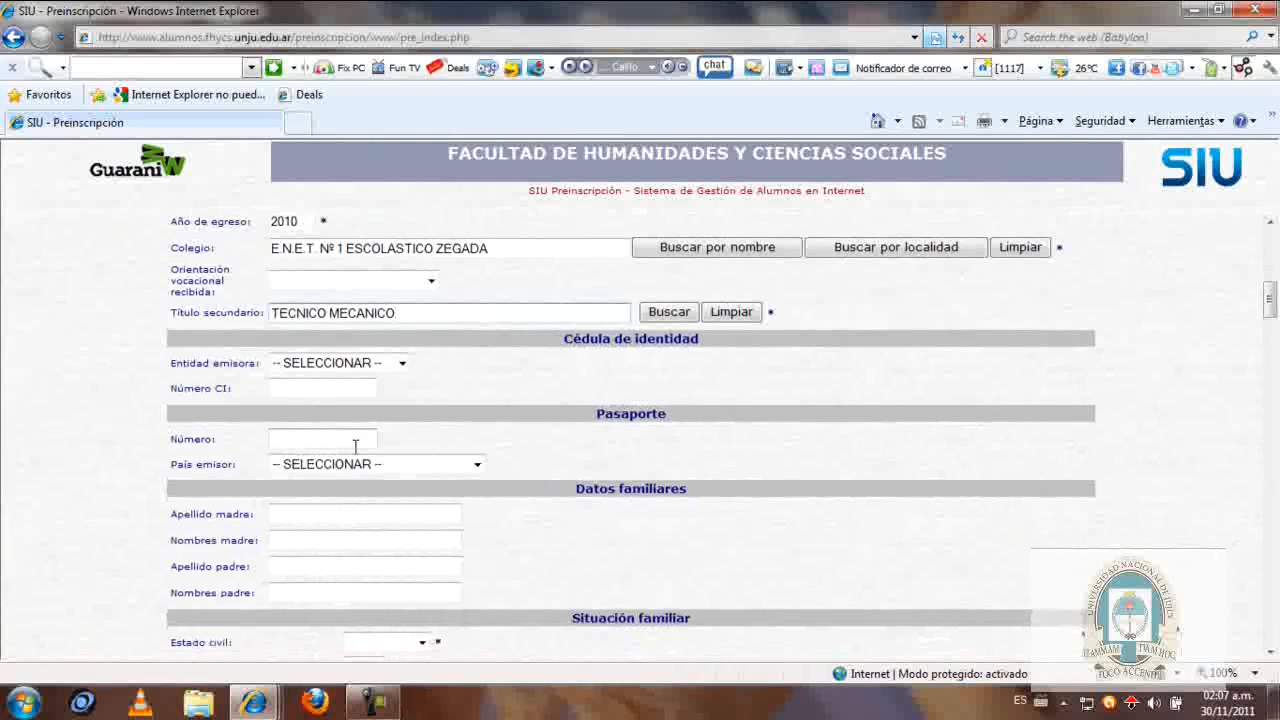 SIU - Preinscripción - Windows Internet Explorer
http://www.alumnos.fhycs.unju.edu.ar/preinscripcion/www/pre_index.php
Search the web (Babylon)
Fix PC Fun TV Deals chat Notificador de correo [1117] 26°C
Favoritos Internet Explorer no pued... Deals
SIU - Preinscripción Página Seguridad Herramientas
GuaraniW FACULTAD DE HUMANIDADES Y CIENCIAS SOCIALES SIU
SIU Preinscripción - Sistema de Gestión de Alumnos en Internet
Año de egreso: 2010 *
Colegio: E.N.E.T. Nº 1 ESCOLASTICO ZEGADA Buscar por nombre Buscar por localidad Limpiar *
Orientación
vocacional
recibida:
Título secundario: TECNICO MECANICO Buscar Limpiar *
Cédula de identidad
Entidad emisora: -- SELECCIONAR --
Número CI:
Pasaporte
Número:
País emisor: -- SELECCIONAR --
Datos familiares
Apellido madre:
Nombres madre:
Apellido padre:
Nombres padre:
Situación familiar
Estado civil: *
UNIVERSIDAD NACIONAL DE JUJUY
Internet | Modo protegido: activado 100%
ES 02:07 a.m.
30/11/2011